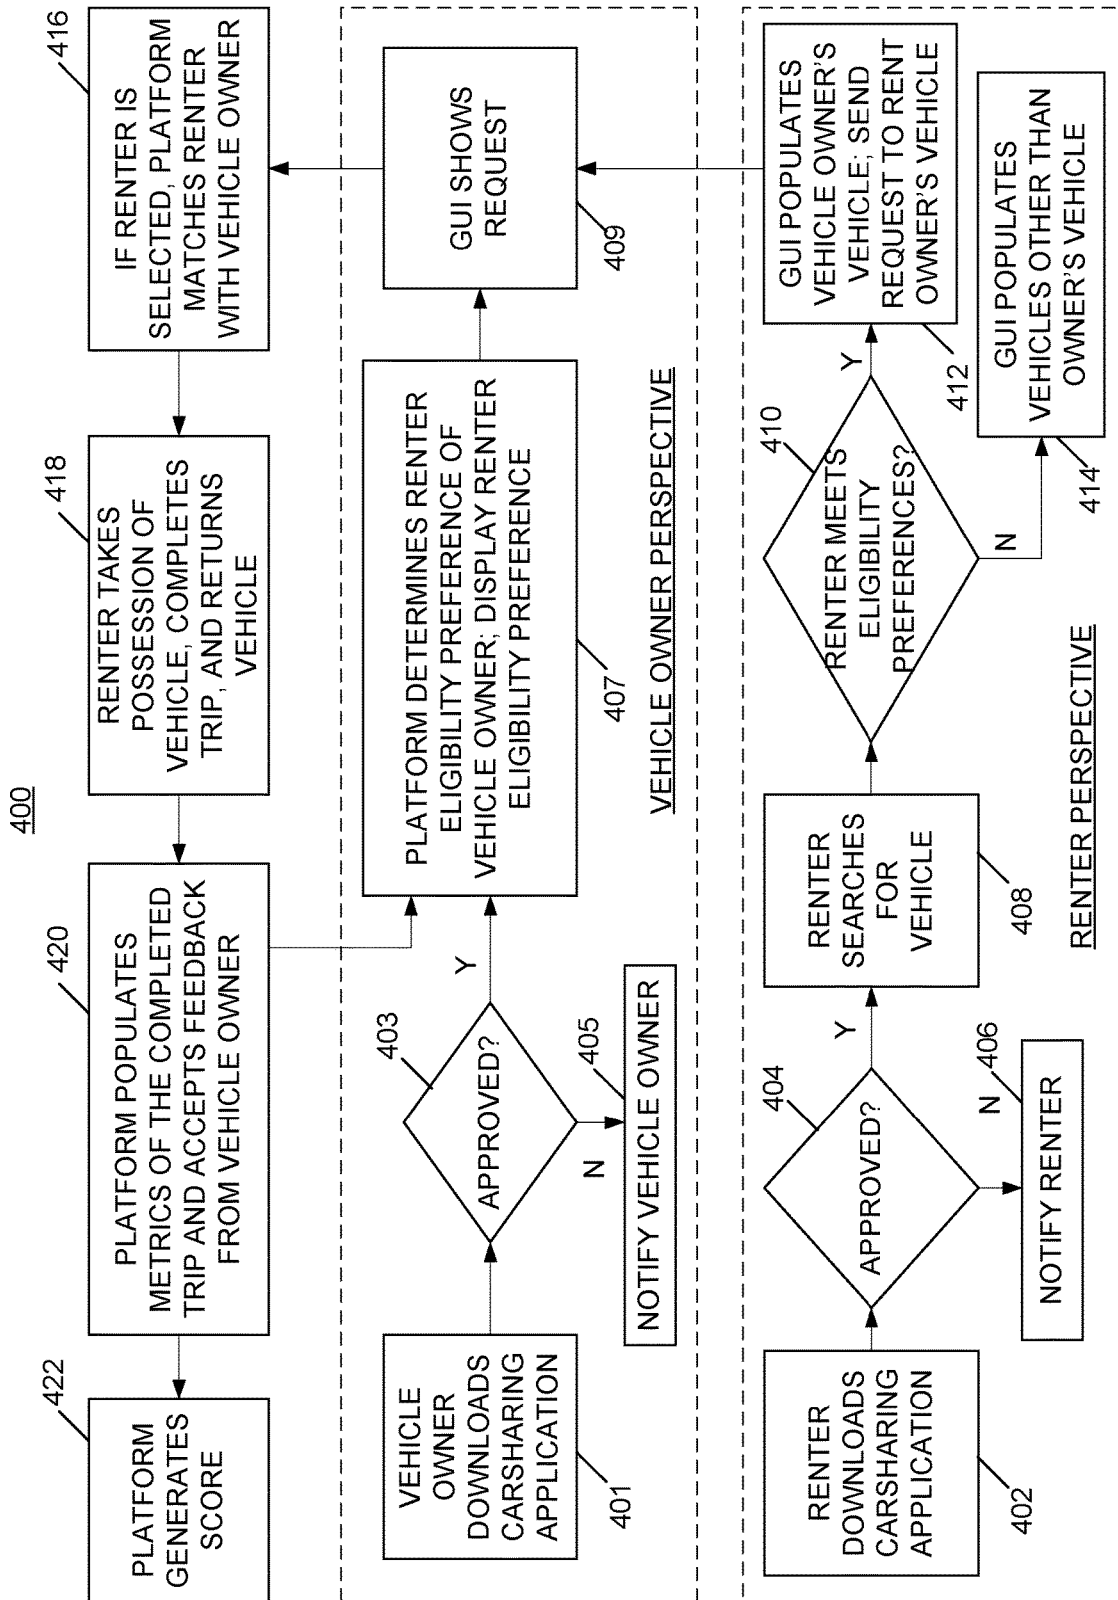 400
422
PLATFORM
GENERATES
SCORE
420
PLATFORM POPULATES
METRICS OF THE COMPLETED
TRIP AND ACCEPTS FEEDBACK
FROM VEHICLE OWNER
418
RENTER TAKES
POSSESSION OF
VEHICLE, COMPLETES
TRIP, AND RETURNS
VEHICLE
416
IF RENTER IS
SELECTED, PLATFORM
MATCHES RENTER
WITH VEHICLE OWNER
VEHICLE
OWNER
DOWNLOADS
CARSHARING
APPLICATION
401
403
APPROVED?
Y
N
405
NOTIFY VEHICLE OWNER
PLATFORM DETERMINES RENTER
ELIGIBILITY PREFERENCE OF
VEHICLE OWNER; DISPLAY RENTER
ELIGIBILITY PREFERENCE
407
GUI SHOWS
REQUEST
409
VEHICLE OWNER PERSPECTIVE
RENTER
DOWNLOADS
CARSHARING
APPLICATION
402
404
APPROVED?
Y
N
406
NOTIFY RENTER
RENTER
SEARCHES
FOR
VEHICLE
408
410
RENTER MEETS
ELIGIBILITY
PREFERENCES?
Y
N
GUI POPULATES
VEHICLE OWNER'S
VEHICLE; SEND
REQUEST TO RENT
OWNER'S VEHICLE
412
GUI POPULATES
VEHICLES OTHER THAN
OWNER'S VEHICLE
414
RENTER PERSPECTIVE